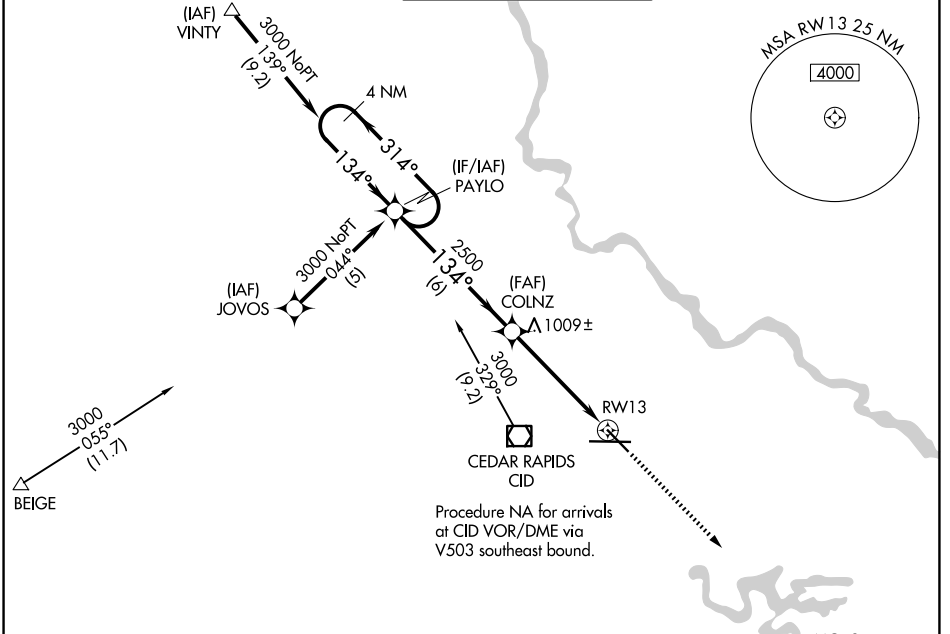 (IAF)
VINTY
3000 NoPT
139°
(9.2)
4 NM
314°
134°
(IF/IAF)
PAYLO
MSA RW13 25 NM
4000
3000 NoPT
044°
(5)
(IAF)
JOVOS
2500
134°
(6)
(FAF)
COLNZ
1009±
3000
329°
(9.2)
RW13
3000
055°
(11.7)
BEIGE
CEDAR RAPIDS
CID
Procedure NA for arrivals
at CID VOR/DME via
V503 southeast bound.